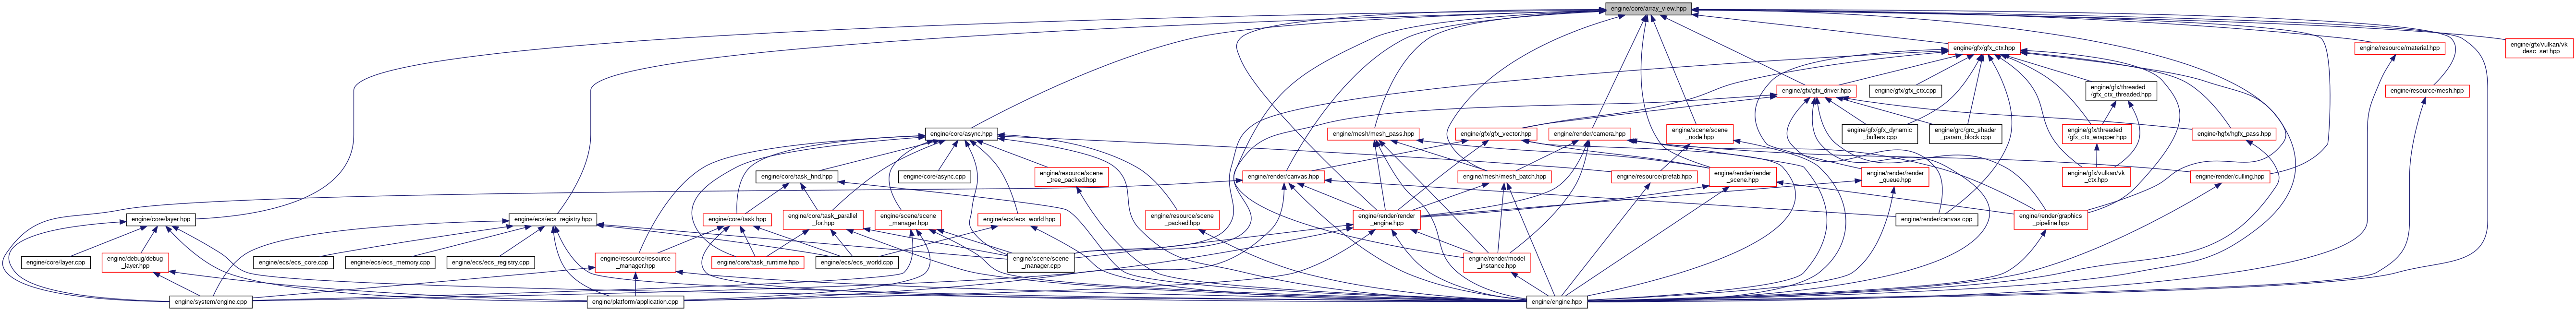 engine/core/array_view.hpp
engine/gfx/gfx_ctx.hpp
engine/resource/material.hpp
engine/gfx/vulkan/vk
_desc_set.hpp
engine/gfx/gfx_driver.hpp
engine/gfx/gfx_ctx.cpp
engine/gfx/threaded
/gfx_ctx_threaded.hpp
engine/resource/mesh.hpp
engine/core/async.hpp
engine/mesh/mesh_pass.hpp
engine/gfx/gfx_vector.hpp
engine/render/camera.hpp
engine/scene/scene
_node.hpp
engine/gfx/gfx_dynamic
_buffers.cpp
engine/grc/grc_shader
_param_block.cpp
engine/gfx/threaded
/gfx_ctx_wrapper.hpp
engine/hgfx/hgfx_pass.hpp
engine/core/task_hnd.hpp
engine/core/async.cpp
engine/resource/scene
_tree_packed.hpp
engine/render/canvas.hpp
engine/mesh/mesh_batch.hpp
engine/resource/prefab.hpp
engine/render/render
_scene.hpp
engine/render/render
_queue.hpp
engine/gfx/vulkan/vk
_ctx.hpp
engine/render/culling.hpp
engine/core/layer.hpp
engine/ecs/ecs_registry.hpp
engine/core/task.hpp
engine/core/task_parallel
_for.hpp
engine/scene/scene
_manager.hpp
engine/ecs/ecs_world.hpp
engine/resource/scene
_packed.hpp
engine/render/render
_engine.hpp
engine/render/canvas.cpp
engine/render/graphics
_pipeline.hpp
engine/core/layer.cpp
engine/debug/debug
_layer.hpp
engine/ecs/ecs_core.cpp
engine/ecs/ecs_memory.cpp
engine/ecs/ecs_registry.cpp
engine/resource/resource
_manager.hpp
engine/core/task_runtime.hpp
engine/ecs/ecs_world.cpp
engine/scene/scene
_manager.cpp
engine/render/model
_instance.hpp
engine/system/engine.cpp
engine/platform/application.cpp
engine/engine.hpp